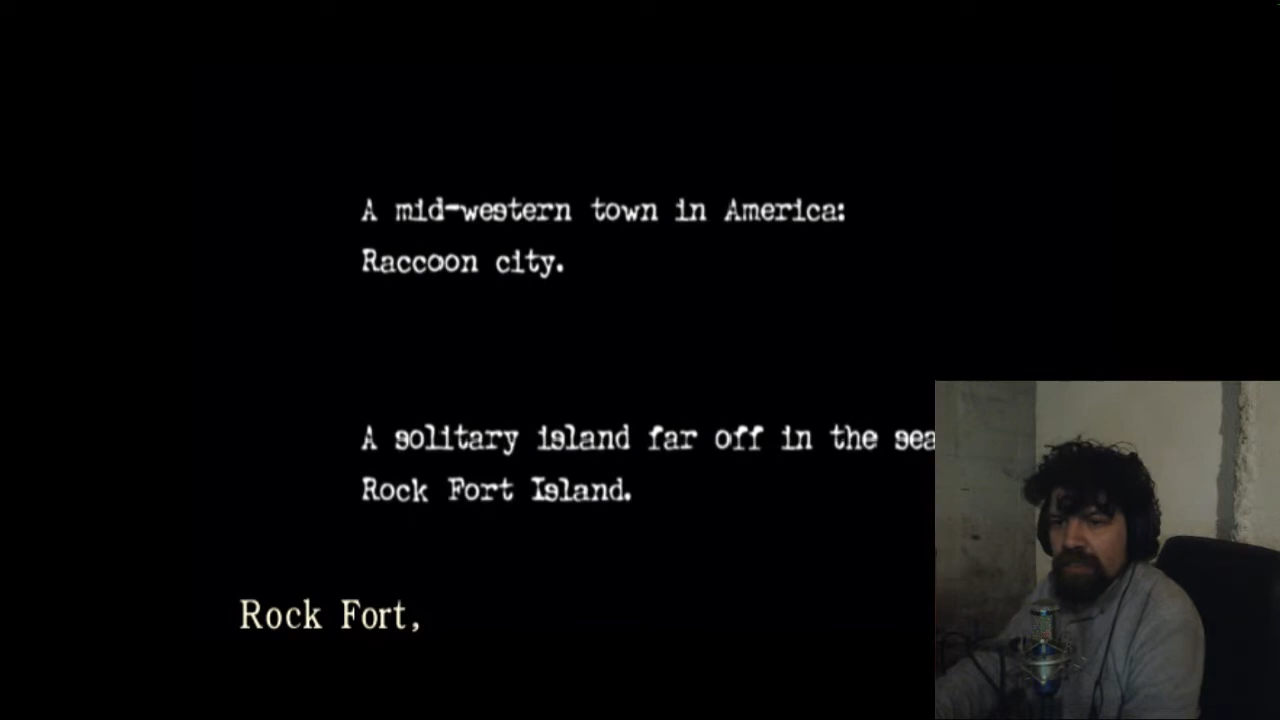 A mid-western town in America:
Raccoon city.
A solitary island far off in the sea
Rock Fort Island.
Rock Fort,